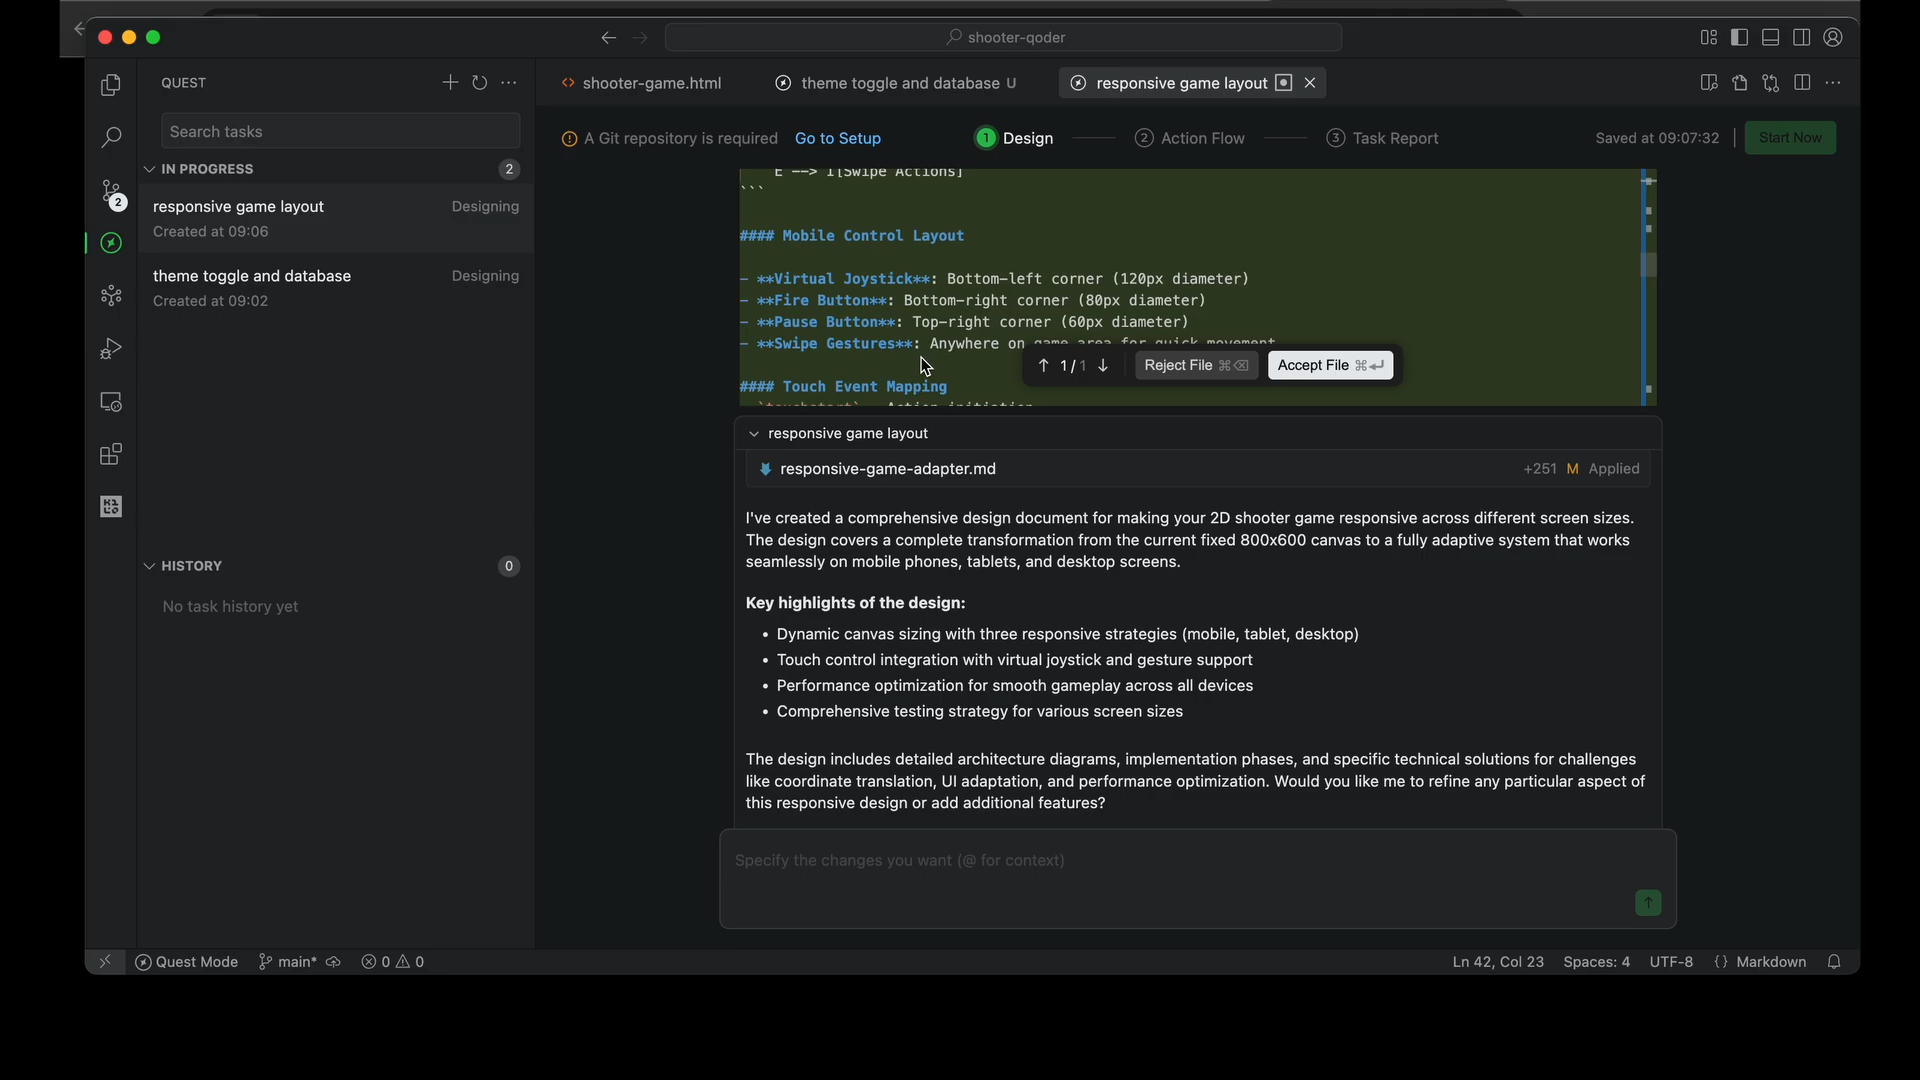 shooter-qoder
QUEST
shooter-game.html
theme toggle and database U
responsive game layout
Search tasks
A Git repository is required Go to Setup
1 Design
2 Action Flow
3 Task Report
Saved at 09:07:32
Start Now
IN PROGRESS 2
2
responsive game layout Designing
Created at 09:06
theme toggle and database Designing
Created at 09:02
HISTORY 0
No task history yet
E --> I[Swipe Actions]
```
#### Mobile Control Layout
- **Virtual Joystick**: Bottom-left corner (120px diameter)
- **Fire Button**: Bottom-right corner (80px diameter)
- **Pause Button**: Top-right corner (60px diameter)
- **Swipe Gestures**: Anywhere on game area for quick movement
↑ 1/1 ↓ Reject File ⌘⌫ Accept File ⌘↵
#### Touch Event Mapping
responsive game layout
responsive-game-adapter.md +251 M Applied
I've created a comprehensive design document for making your 2D shooter game responsive across different screen sizes.
The design covers a complete transformation from the current fixed 800x600 canvas to a fully adaptive system that works
seamlessly on mobile phones, tablets, and desktop screens.
Key highlights of the design:
• Dynamic canvas sizing with three responsive strategies (mobile, tablet, desktop)
• Touch control integration with virtual joystick and gesture support
• Performance optimization for smooth gameplay across all devices
• Comprehensive testing strategy for various screen sizes
The design includes detailed architecture diagrams, implementation phases, and specific technical solutions for challenges
like coordinate translation, UI adaptation, and performance optimization. Would you like me to refine any particular aspect of
this responsive design or add additional features?
Specify the changes you want (@ for context)
Quest Mode main* 0 0
Ln 42, Col 23 Spaces: 4 UTF-8 {} Markdown